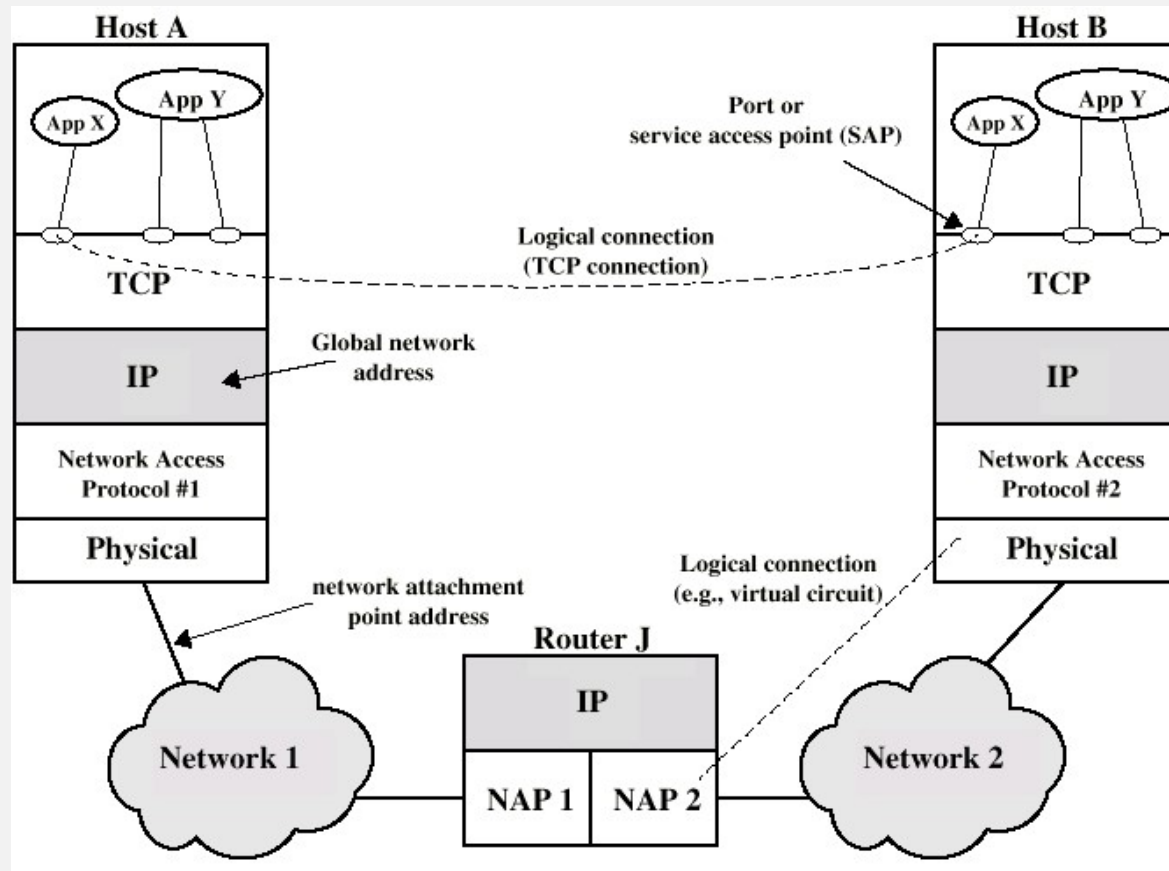 Host A
Host B
App X
App Y
Port or
service access point (SAP)
App X
App Y
Logical connection
(TCP connection)
TCP
TCP
Global network
address
IP
IP
Network Access
Protocol #1
Network Access
Protocol #2
Physical
Physical
Logical connection
(e.g., virtual circuit)
network attachment
point address
Router J
IP
Network 1
NAP 1
NAP 2
Network 2